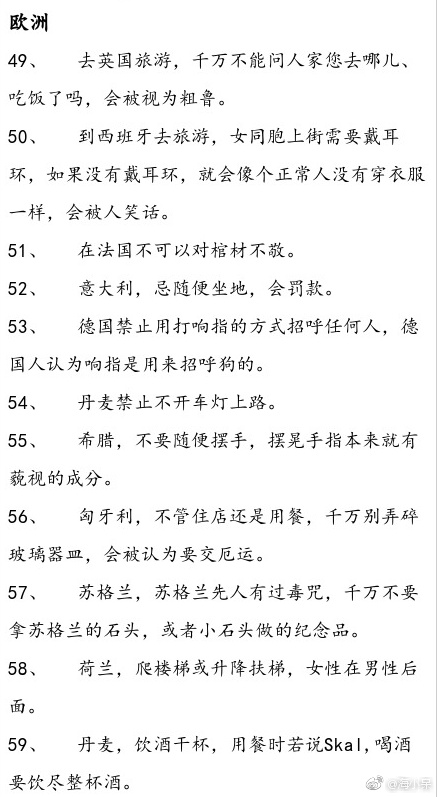 欧洲
49、 去英国旅游，千万不能问人家您去哪儿、
吃饭了吗，会被视为粗鲁。
50、 到西班牙去旅游，女同胞上街需要戴耳
环，如果没有戴耳环，就会像个正常人没有穿衣服
一样，会被人笑话。
51、 在法国不可以对棺材不敬。
52、 意大利，忌随便坐地，会罚款。
53、 德国禁止用打响指的方式招呼任何人，德
国人认为响指是用来招呼狗的。
54、 丹麦禁止不开车灯上路。
55、 希腊，不要随便摆手，摆晃手指本来就有
藐视的成分。
56、 匈牙利，不管住店还是用餐，千万别弄碎
玻璃器皿，会被认为要交厄运。
57、 苏格兰，苏格兰先人有过毒咒，千万不要
拿苏格兰的石头，或者小石头做的纪念品。
58、 荷兰，爬楼梯或升降扶梯，女性在男性后
面。
59、 丹麦，饮酒干杯，用餐时若说Skal,喝酒
要饮尽整杯酒。